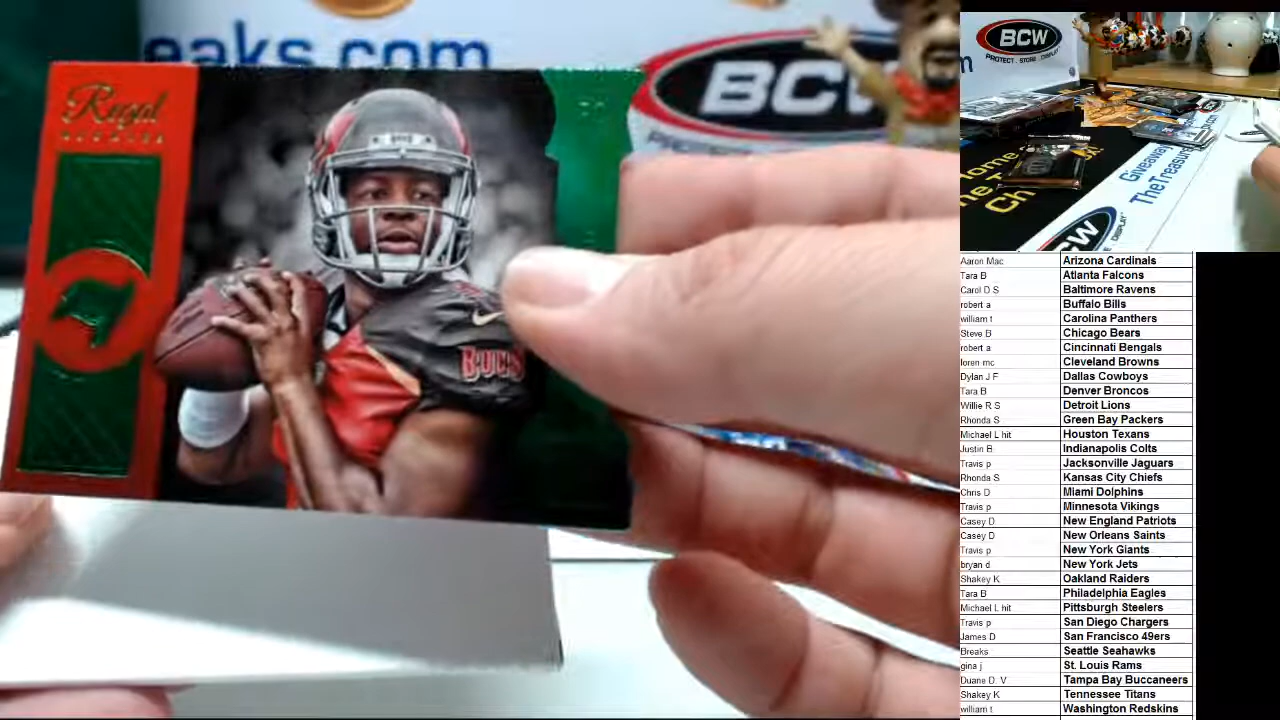 eaks.com
BCW
Regal
BUCS
BCW
PROTECT . STORE . DISPLAY
Giveaway
TheTreasur
Home
Aaron Mac Arizona Cardinals
Tara B Atlanta Falcons
Carol D S Baltimore Ravens
robert a Buffalo Bills
william t Carolina Panthers
Steve B Chicago Bears
robert a Cincinnati Bengals
loren mc Cleveland Browns
Dylan J F Dallas Cowboys
Tara B Denver Broncos
Willie R S Detroit Lions
Rhonda S Green Bay Packers
Michael L hit Houston Texans
Justin B Indianapolis Colts
Travis p Jacksonville Jaguars
Rhonda S Kansas City Chiefs
Chris D Miami Dolphins
Travis p Minnesota Vikings
Casey D New England Patriots
Casey D New Orleans Saints
Travis p New York Giants
bryan d New York Jets
Shakey K Oakland Raiders
Tara B Philadelphia Eagles
Michael L hit Pittsburgh Steelers
Travis p San Diego Chargers
James D San Francisco 49ers
Breaks Seattle Seahawks
gina j St. Louis Rams
Duane D. V Tampa Bay Buccaneers
Shakey K Tennessee Titans
william t Washington Redskins